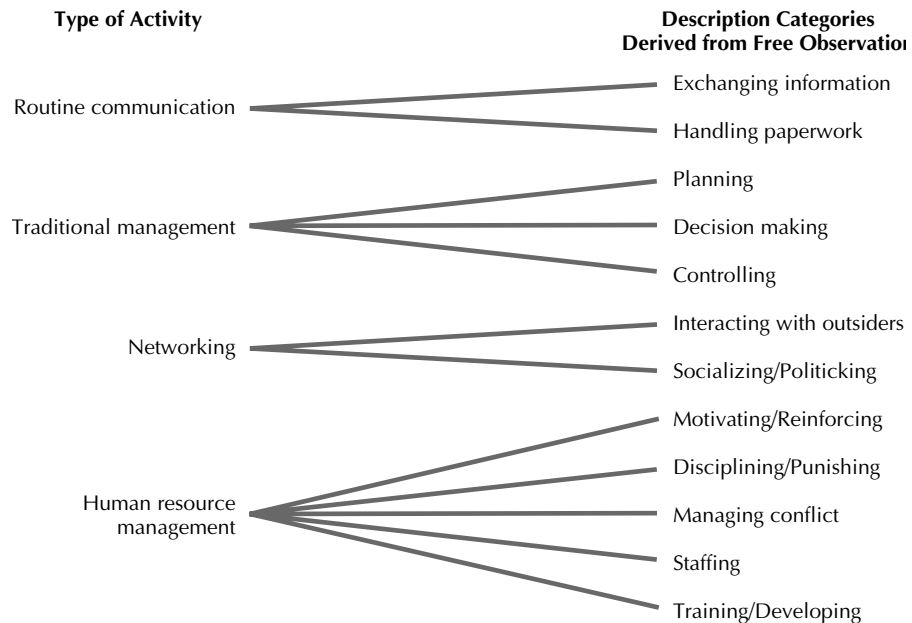 Type of Activity
Description Categories
Derived from Free Observation
Routine communication
Exchanging information
Handling paperwork
Traditional management
Planning
Decision making
Controlling
Networking
Interacting with outsiders
Socializing/Politicking
Human resource
management
Motivating/Reinforcing
Disciplining/Punishing
Managing conflict
Staffing
Training/Developing